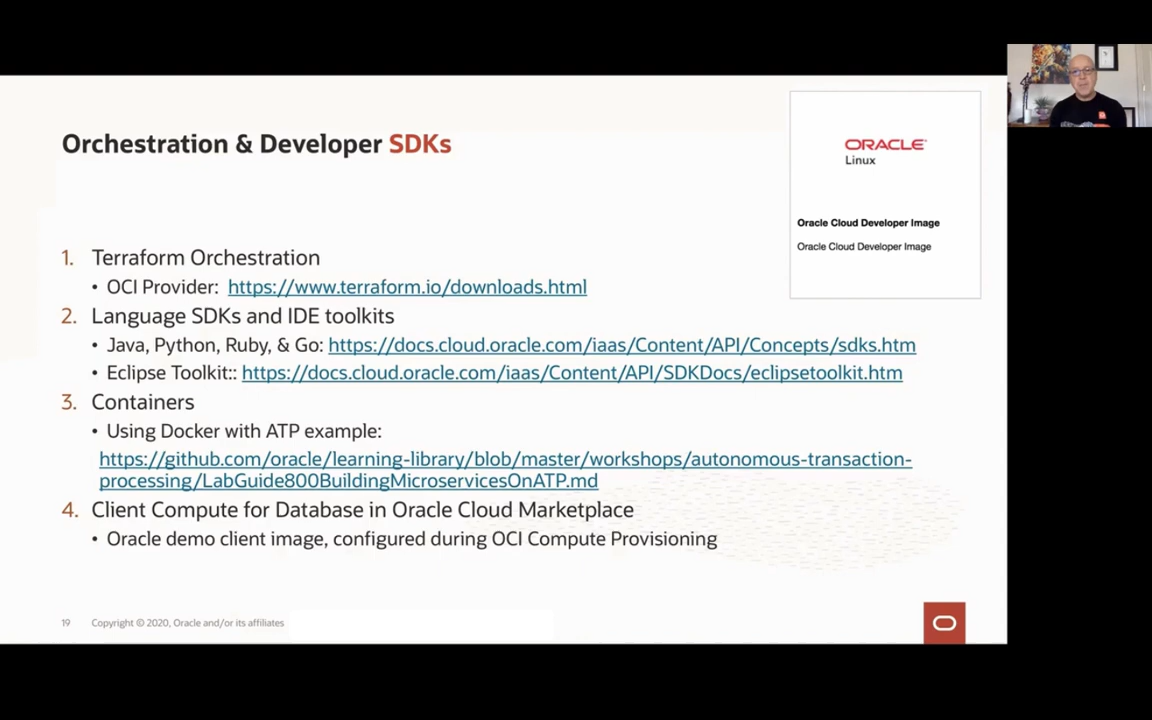 Orchestration & Developer SDKs
ORACLE
Linux
Oracle Cloud Developer Image
Oracle Cloud Developer Image
1. Terraform Orchestration
• OCI Provider: https://www.terraform.io/downloads.html
2. Language SDKs and IDE toolkits
• Java, Python, Ruby, & Go: https://docs.cloud.oracle.com/iaas/Content/API/Concepts/sdks.htm
• Eclipse Toolkit:: https://docs.cloud.oracle.com/iaas/Content/API/SDKDocs/eclipsetoolkit.htm
3. Containers
• Using Docker with ATP example:
https://github.com/oracle/learning-library/blob/master/workshops/autonomous-transaction-
processing/LabGuide800BuildingMicroservicesOnATP.md
4. Client Compute for Database in Oracle Cloud Marketplace
• Oracle demo client image, configured during OCI Compute Provisioning
19 Copyright © 2020, Oracle and/or its affiliates